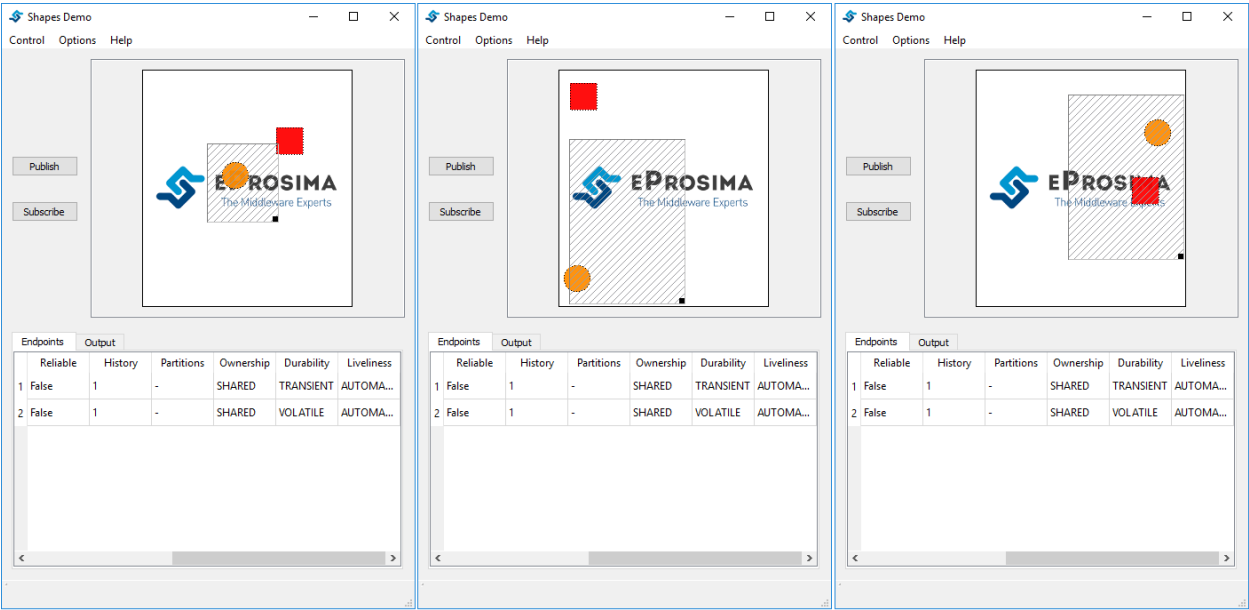 Shapes Demo
Control Options Help
Publish
Subscribe
EPROSIMA
The Middleware Experts
Endpoints Output
Reliable History Partitions Ownership Durability Liveliness
1 False 1 - SHARED TRANSIENT AUTOMA...
2 False 1 - SHARED VOLATILE AUTOMA...
Shapes Demo
Control Options Help
Publish
Subscribe
EPROSIMA
The Middleware Experts
Endpoints Output
Reliable History Partitions Ownership Durability Liveliness
1 False 1 - SHARED TRANSIENT AUTOMA...
2 False 1 - SHARED VOLATILE AUTOMA...
Shapes Demo
Control Options Help
Publish
Subscribe
The Middleware
Endpoints Output
Reliable History Partitions Ownership Durability Liveliness
1 False 1 - SHARED TRANSIENT AUTOMA...
2 False 1 - SHARED VOLATILE AUTOMA...